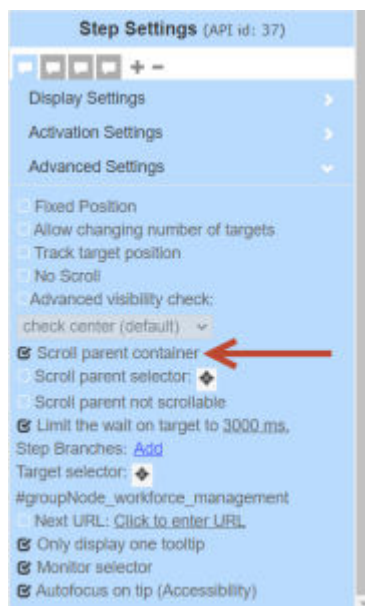 Step Settings (API id: 37)
Display Settings
Activation Settings
Advanced Settings
Fixed Position
Allow changing number of targets
Track target position
No Scroll
Advanced visibility check:
check center (default)
Scroll parent container
Scroll parent selector:
Scroll parent not scrollable
Limit the wait on target to 3000 ms.
Step Branches: Add
Target selector:
#groupNode_workforce_management
Next URL: Click to enter URL
Only display one tooltip
Monitor selector
Autofocus on tip (Accessibility)